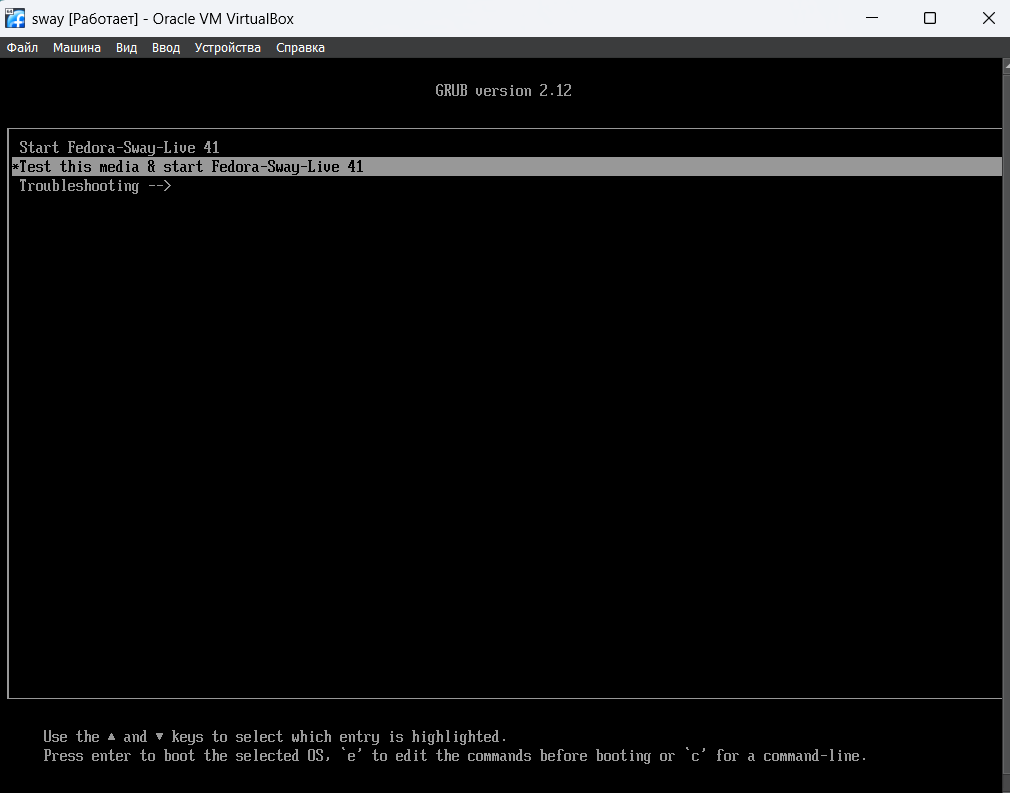 sway [Работает] - Oracle VM VirtualBox
Файл Машина Вид Ввод Устройства Справка
GRUB version 2.12
Start Fedora-Sway-Live 41
*Test this media & start Fedora-Sway-Live 41
Troubleshooting -->
Use the ▲ and ▼ keys to select which entry is highlighted.
Press enter to boot the selected OS, `e' to edit the commands before booting or `c' for a command-line.